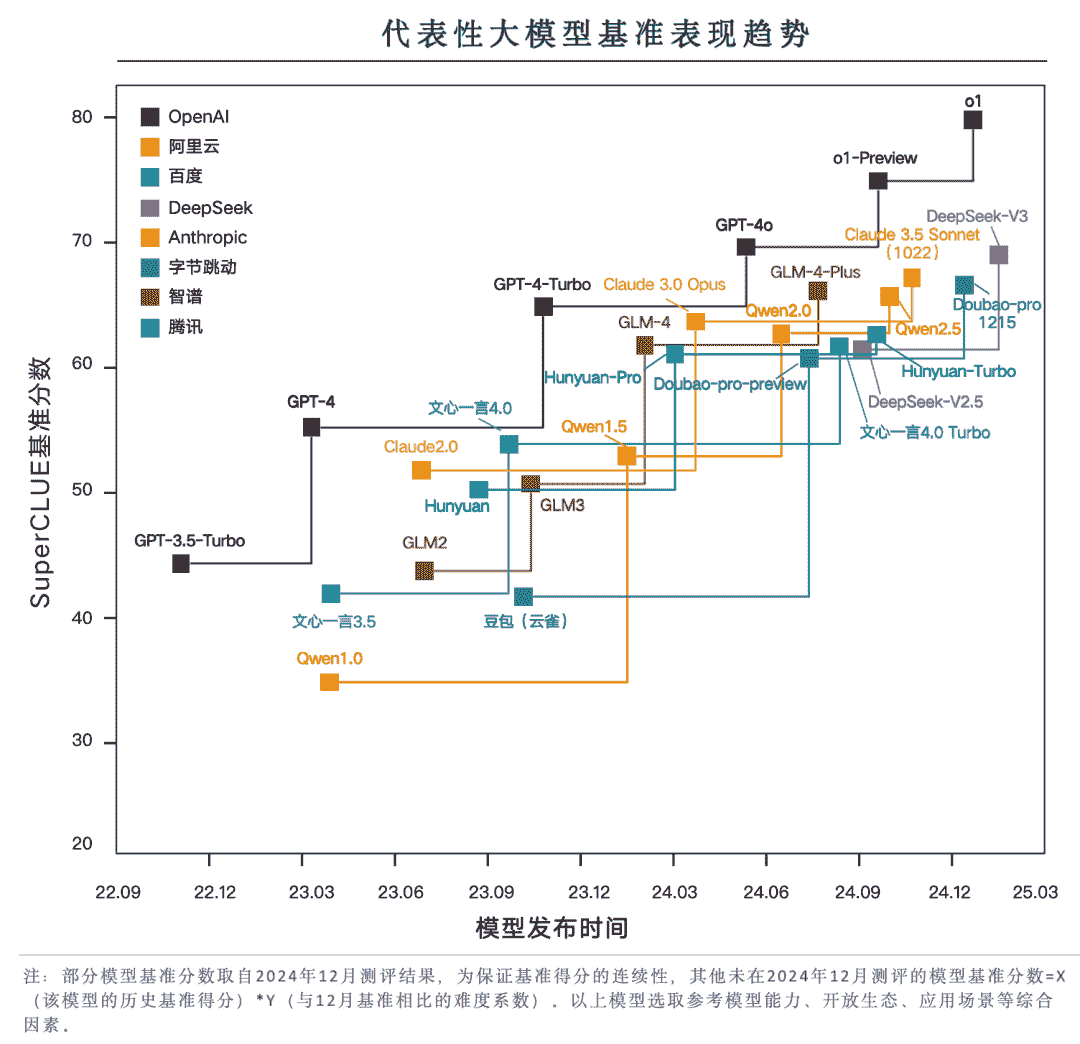 代表性大模型基准表现趋势
80
70
60
50
40
30
20
SuperCLUE基准分数
OpenAI
阿里云
百度
DeepSeek
Anthropic
字节跳动
智谱
腾讯
o1
o1-Preview
DeepSeek-V3
GPT-4o
Claude 3.5 Sonnet
(1022)
GLM-4-Plus
GPT-4-Turbo
Claude 3.0 Opus
Qwen2.0
Doubao-pro
1215
GLM-4
Qwen2.5
Hunyuan-Pro
Doubao-pro-preview
Hunyuan-Turbo
GPT-4
文心一言4.0
DeepSeek-V2.5
Qwen1.5
文心一言4.0 Turbo
Claude2.0
Hunyuan
GLM3
GPT-3.5-Turbo
GLM2
文心一言3.5
豆包（云雀）
Qwen1.0
22.09 22.12 23.03 23.06 23.09 23.12 24.03 24.06 24.09 24.12 25.03
模型发布时间
注：部分模型基准分数取自2024年12月测评结果，为保证基准得分的连续性，其他未在2024年12月测评的模型基准分数=X
（该模型的历史基准得分）*Y（与12月基准相比的难度系数）。以上模型选取参考模型能力、开放生态、应用场景等综合
因素。